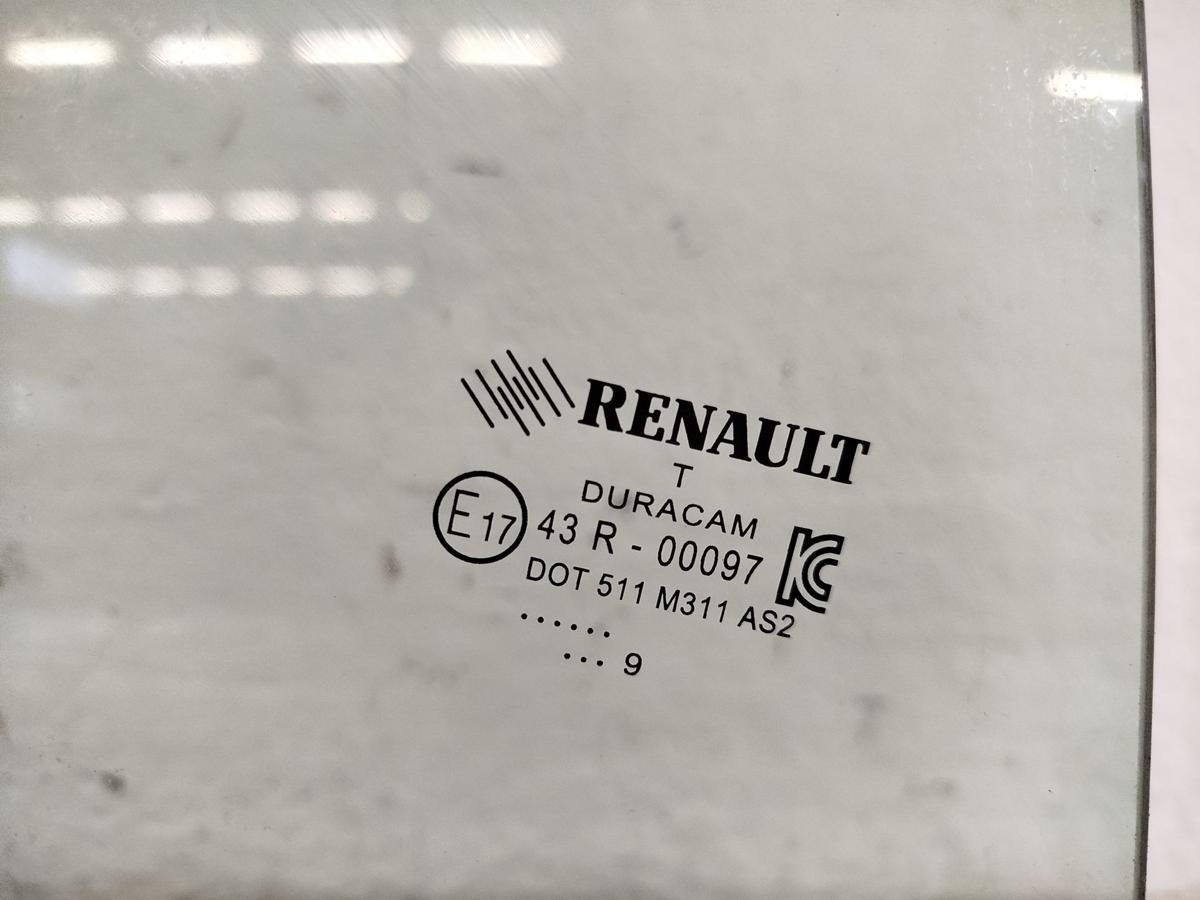 RENAULT
T
DURACAM
E17 43 R - 00097
DOT 511 M311 AS2
......
... 9